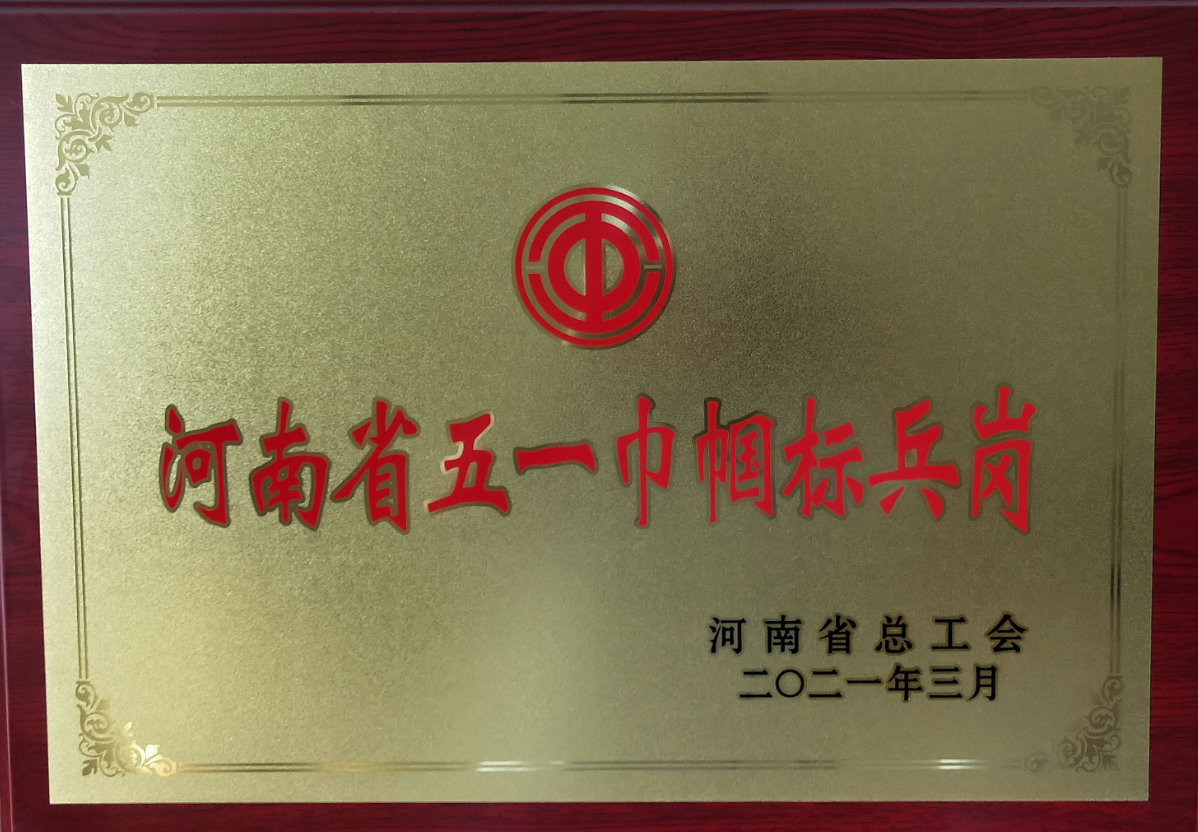 河南省五一巾帼标兵岗
河南省总工会
二〇二一年三月